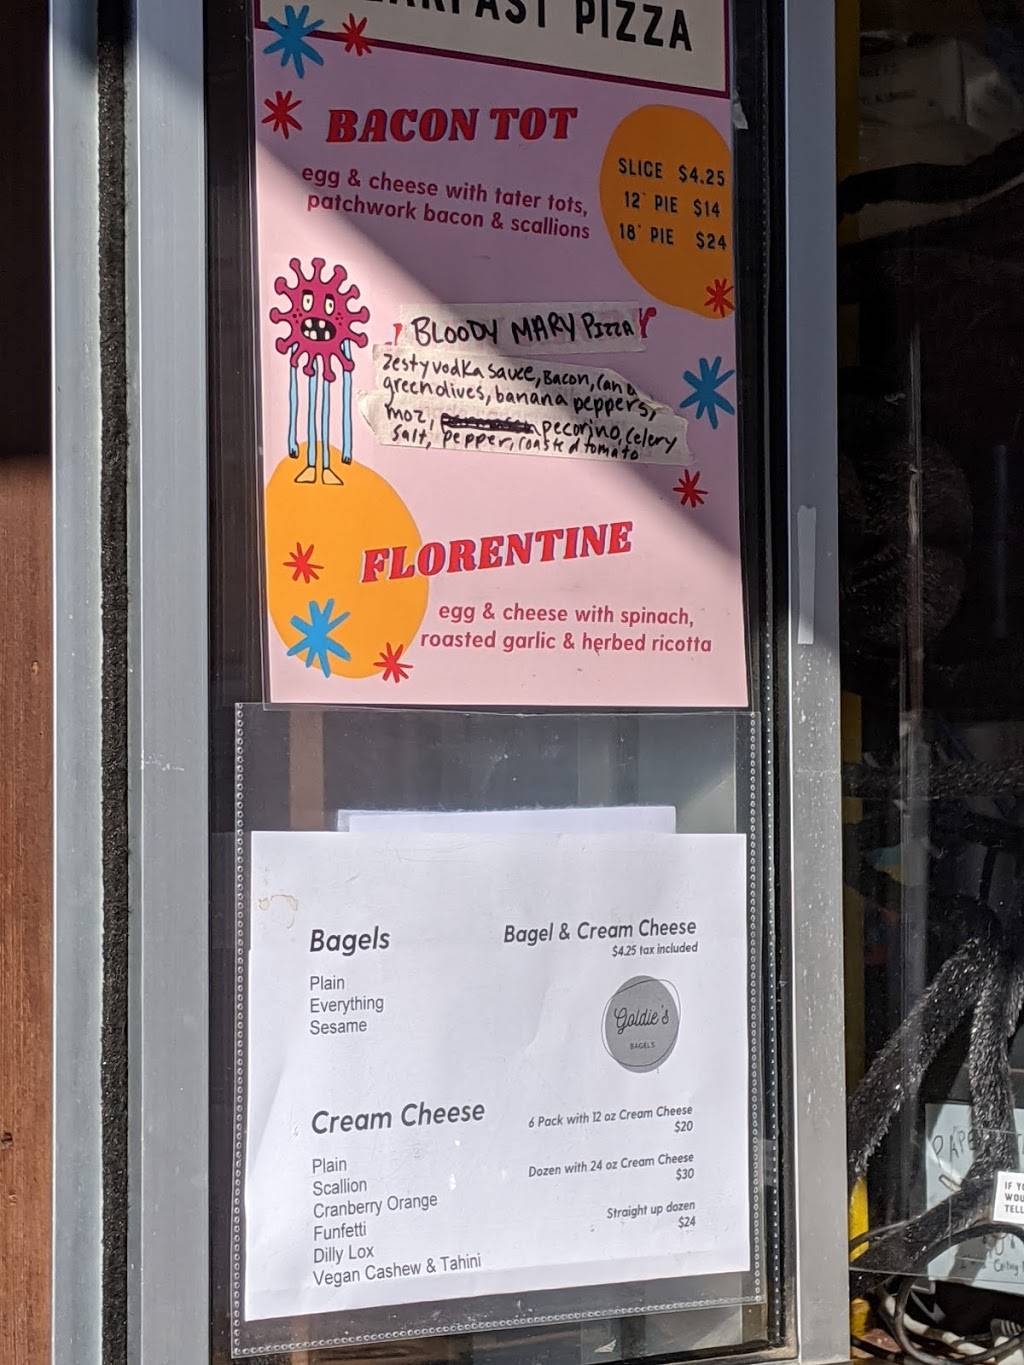 PIZZA
BACON TOT
egg & cheese with tater tots,
patchwork bacon & scallions
SLICE $4.25
12" PIE $14
18" PIE $24
BLOODY MARY PIZZA
Zesty vodka sauce, Bacon,
green olives, banana peppers,
moz, pecorino, celery
salt, pepper, roasted tomato
FLORENTINE
egg & cheese with spinach,
roasted garlic & herbed ricotta
Bagels
Plain
Everything
Sesame
Bagel & Cream Cheese
$4.25 tax included
Goldie's
BAGELS
Cream Cheese
Plain
Scallion
Cranberry Orange
Funfetti
Dilly Lox
Vegan Cashew & Tahini
6 Pack with 12 oz Cream Cheese
$20
Dozen with 24 oz Cream Cheese
$30
Straight up dozen
$24